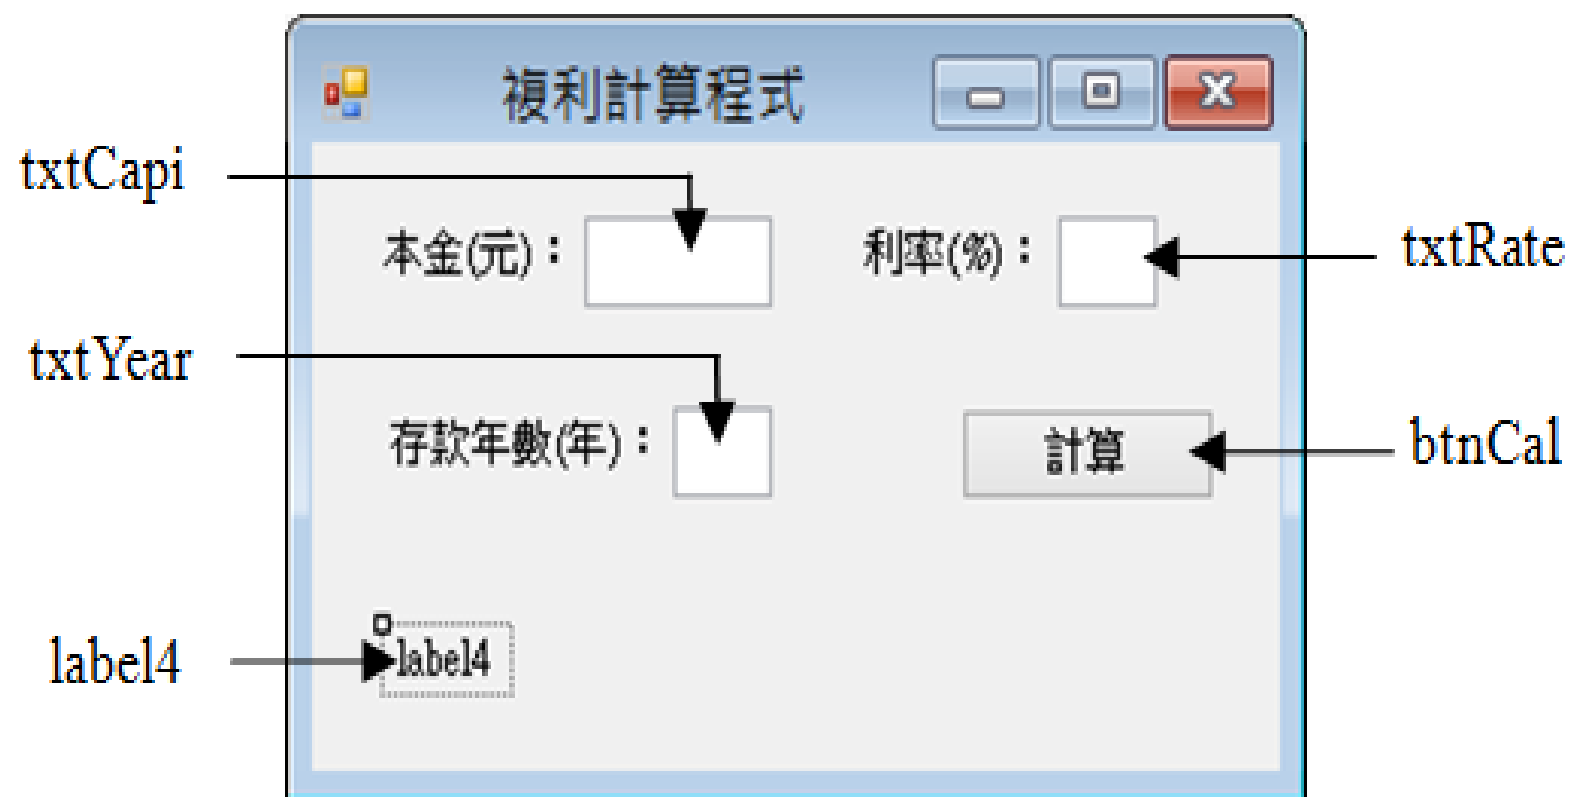 複利計算程式
txtCapi
本金(元)：
利率(%)：
txtRate
txtYear
存款年數(年)：
計算
btnCal
label4
label4